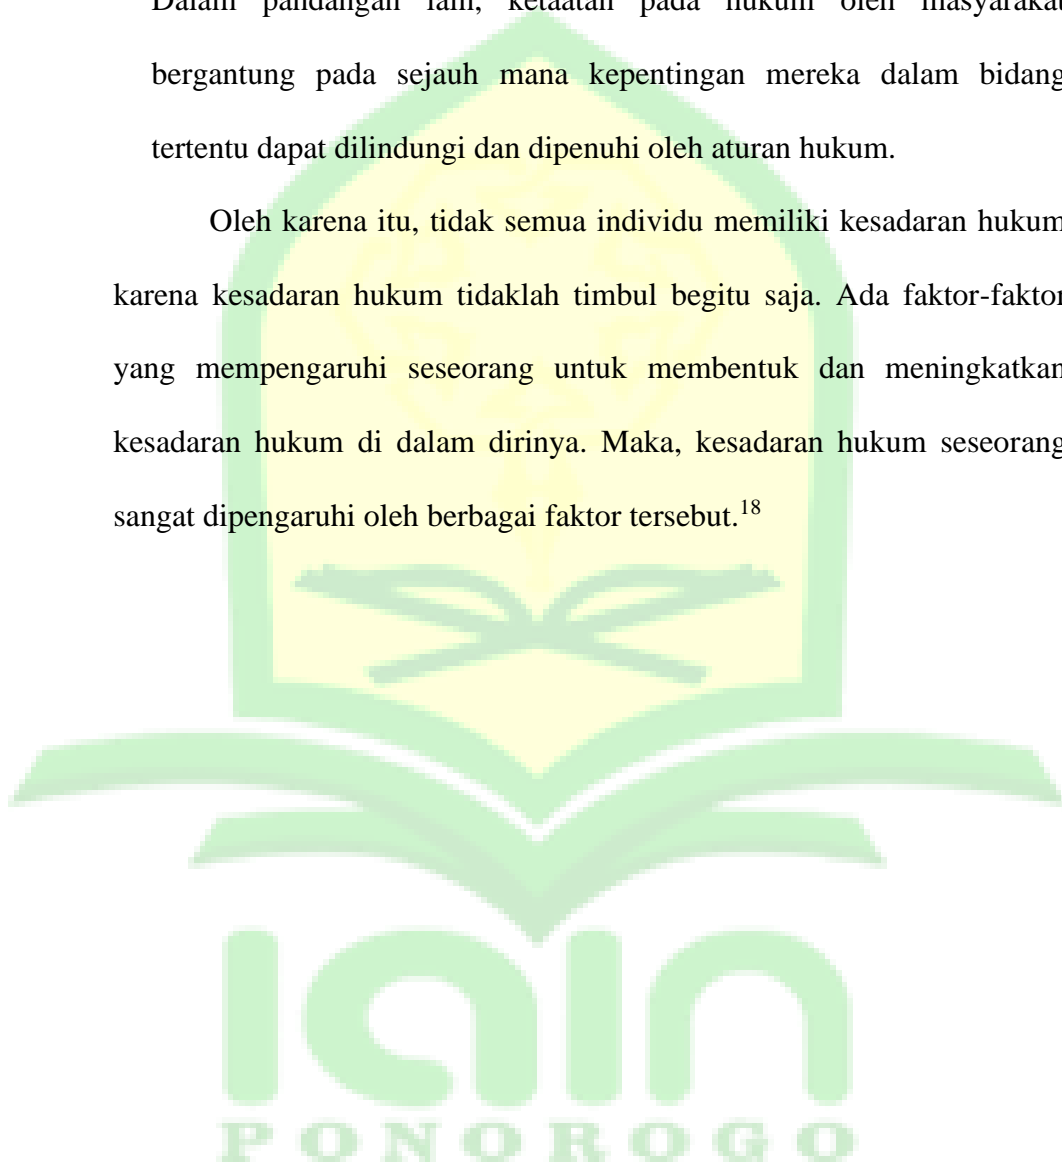 Dalam pandangan lain, ketaatan pada hukum oleh masyarakat
bergantung pada sejauh mana kepentingan mereka dalam bidang
tertentu dapat dilindungi dan dipenuhi oleh aturan hukum.
Oleh karena itu, tidak semua individu memiliki kesadaran hukum
karena kesadaran hukum tidaklah timbul begitu saja. Ada faktor-faktor
yang mempengaruhi seseorang untuk membentuk dan meningkatkan
kesadaran hukum di dalam dirinya. Maka, kesadaran hukum seseorang
sangat dipengaruhi oleh berbagai faktor tersebut.18
iain
PONOROGO